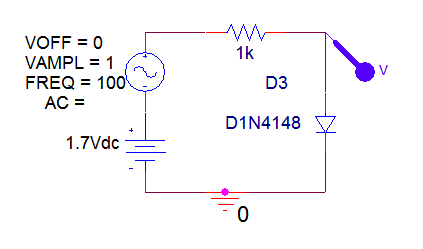 VOFF = 0
VAMPL = 1
FREQ = 100
AC =
1k
D3
D1N4148
V
1.7Vdc
+
-
+
-
0